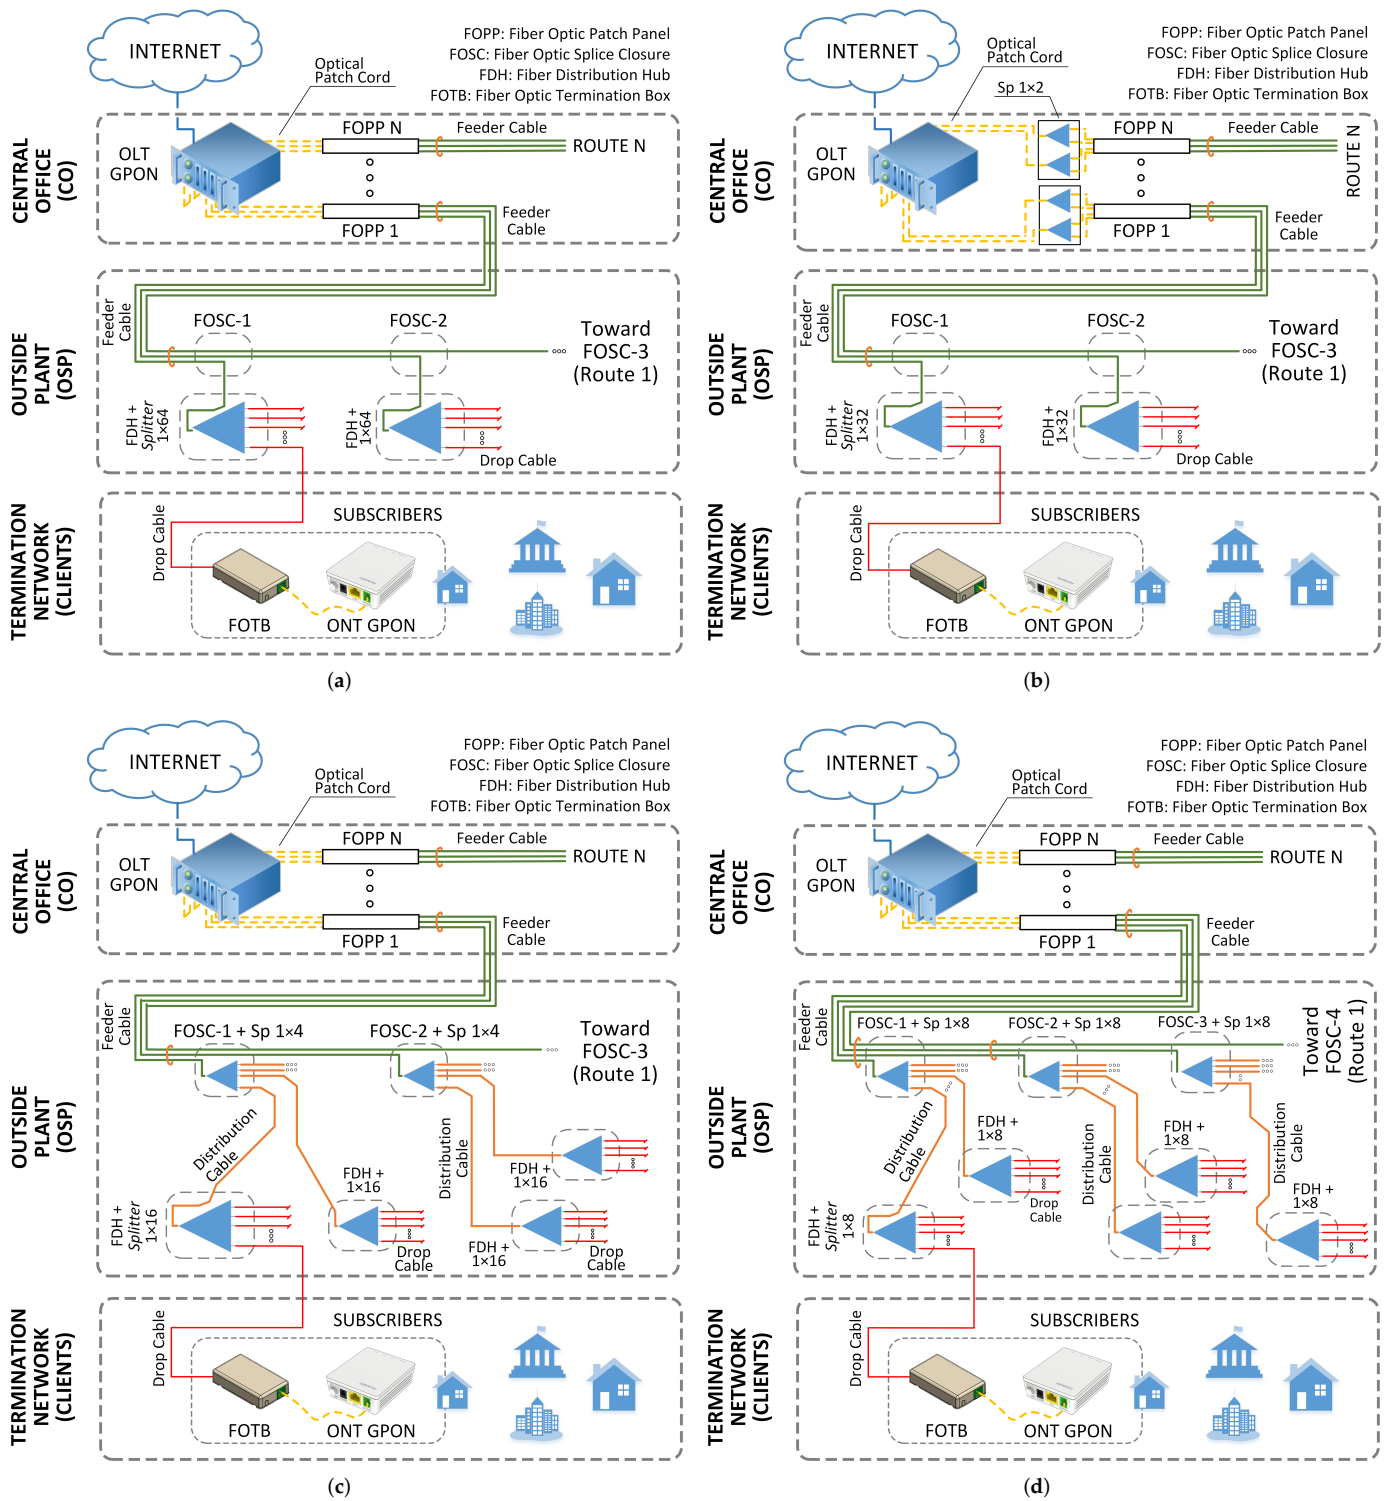 INTERNET
FOPP: Fiber Optic Patch Panel
FOSC: Fiber Optic Splice Closure
FDH: Fiber Distribution Hub
FOTB: Fiber Optic Termination Box
Optical
Patch Cord
CENTRAL
OFFICE
(CO)
OLT
GPON
FOPP N
Feeder Cable
ROUTE N
FOPP 1
Feeder
Cable
OUTSIDE
PLANT
(OSP)
Feeder
Cable
FOSC-1
FOSC-2
Toward
FOSC-3
(Route 1)
FDH +
Splitter
1×64
FDH +
1×64
Drop Cable
TERMINATION
NETWORK
(CLIENTS)
Drop Cable
SUBSCRIBERS
FOTB
ONT GPON
(a)
INTERNET
FOPP: Fiber Optic Patch Panel
FOSC: Fiber Optic Splice Closure
FDH: Fiber Distribution Hub
FOTB: Fiber Optic Termination Box
Optical
Patch Cord
Sp 1×2
CENTRAL
OFFICE
(CO)
OLT
GPON
FOPP N
Feeder Cable
ROUTE N
FOPP 1
Feeder
Cable
OUTSIDE
PLANT
(OSP)
Feeder
Cable
FOSC-1
FOSC-2
Toward
FOSC-3
(Route 1)
FDH +
Splitter
1×32
FDH +
1×32
Drop Cable
TERMINATION
NETWORK
(CLIENTS)
Drop Cable
SUBSCRIBERS
FOTB
ONT GPON
(b)
INTERNET
FOPP: Fiber Optic Patch Panel
FOSC: Fiber Optic Splice Closure
FDH: Fiber Distribution Hub
FOTB: Fiber Optic Termination Box
Optical
Patch Cord
CENTRAL
OFFICE
(CO)
OLT
GPON
FOPP N
Feeder Cable
ROUTE N
FOPP 1
Feeder
Cable
OUTSIDE
PLANT
(OSP)
Feeder
Cable
FOSC-1 + Sp 1×4
FOSC-2 + Sp 1×4
Toward
FOSC-3
(Route 1)
Distribution
Cable
Distribution
Cable
FDH +
1×16
FDH +
1×16
FDH +
Splitter
1×16
FDH +
1×16
Drop
Cable
Drop
Cable
TERMINATION
NETWORK
(CLIENTS)
Drop Cable
SUBSCRIBERS
FOTB
ONT GPON
(c)
INTERNET
FOPP: Fiber Optic Patch Panel
FOSC: Fiber Optic Splice Closure
FDH: Fiber Distribution Hub
FOTB: Fiber Optic Termination Box
Optical
Patch Cord
CENTRAL
OFFICE
(CO)
OLT
GPON
FOPP N
Feeder Cable
ROUTE N
FOPP 1
Feeder
Cable
OUTSIDE
PLANT
(OSP)
Feeder
Cable
FOSC-1 + Sp 1×8
FOSC-2 + Sp 1×8
FOSC-3 + Sp 1×8
Toward
FOSC-4
(Route 1)
Distribution
Cable
FDH +
1×8
Distribution
Cable
FDH +
1×8
Distribution
Cable
Drop
Cable
FDH +
Splitter
1×8
FDH +
1×8
TERMINATION
NETWORK
(CLIENTS)
Drop Cable
SUBSCRIBERS
FOTB
ONT GPON
(d)